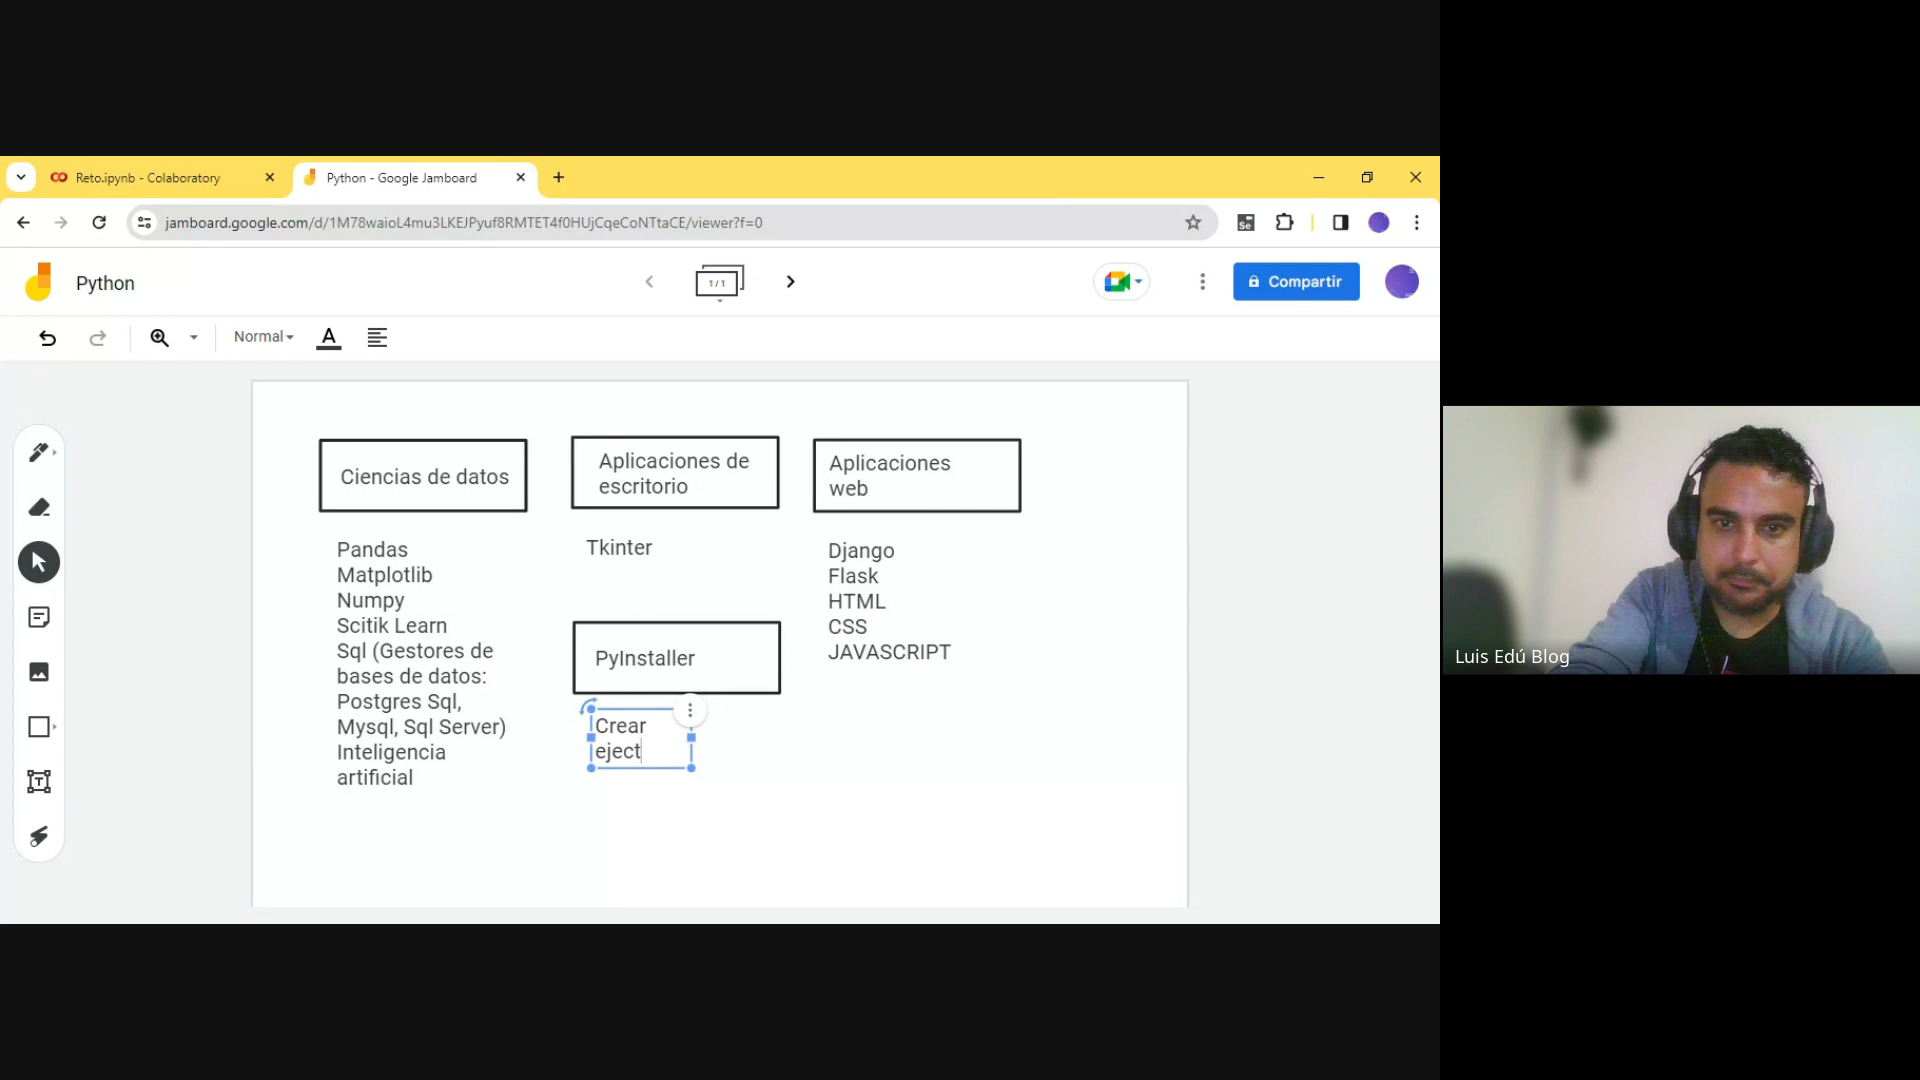 Reto.ipynb - Colaboratory
Python - Google Jamboard
jamboard.google.com/d/1M78waioL4mu3LKEJPyuf8RMTET4f0HUjCqeCoNTtaCE/viewer?f=0
Se
Python
1 / 1
Compartir
Normal
A
Ciencias de datos
Pandas
Matplotlib
Numpy
Scitik Learn
Sql (Gestores de
bases de datos:
Postgres Sql,
Mysql, Sql Server)
Inteligencia
artificial
Aplicaciones de
escritorio
Tkinter
PyInstaller
Crear
eject
Aplicaciones
web
Django
Flask
HTML
CSS
JAVASCRIPT
Luis Edú Blog